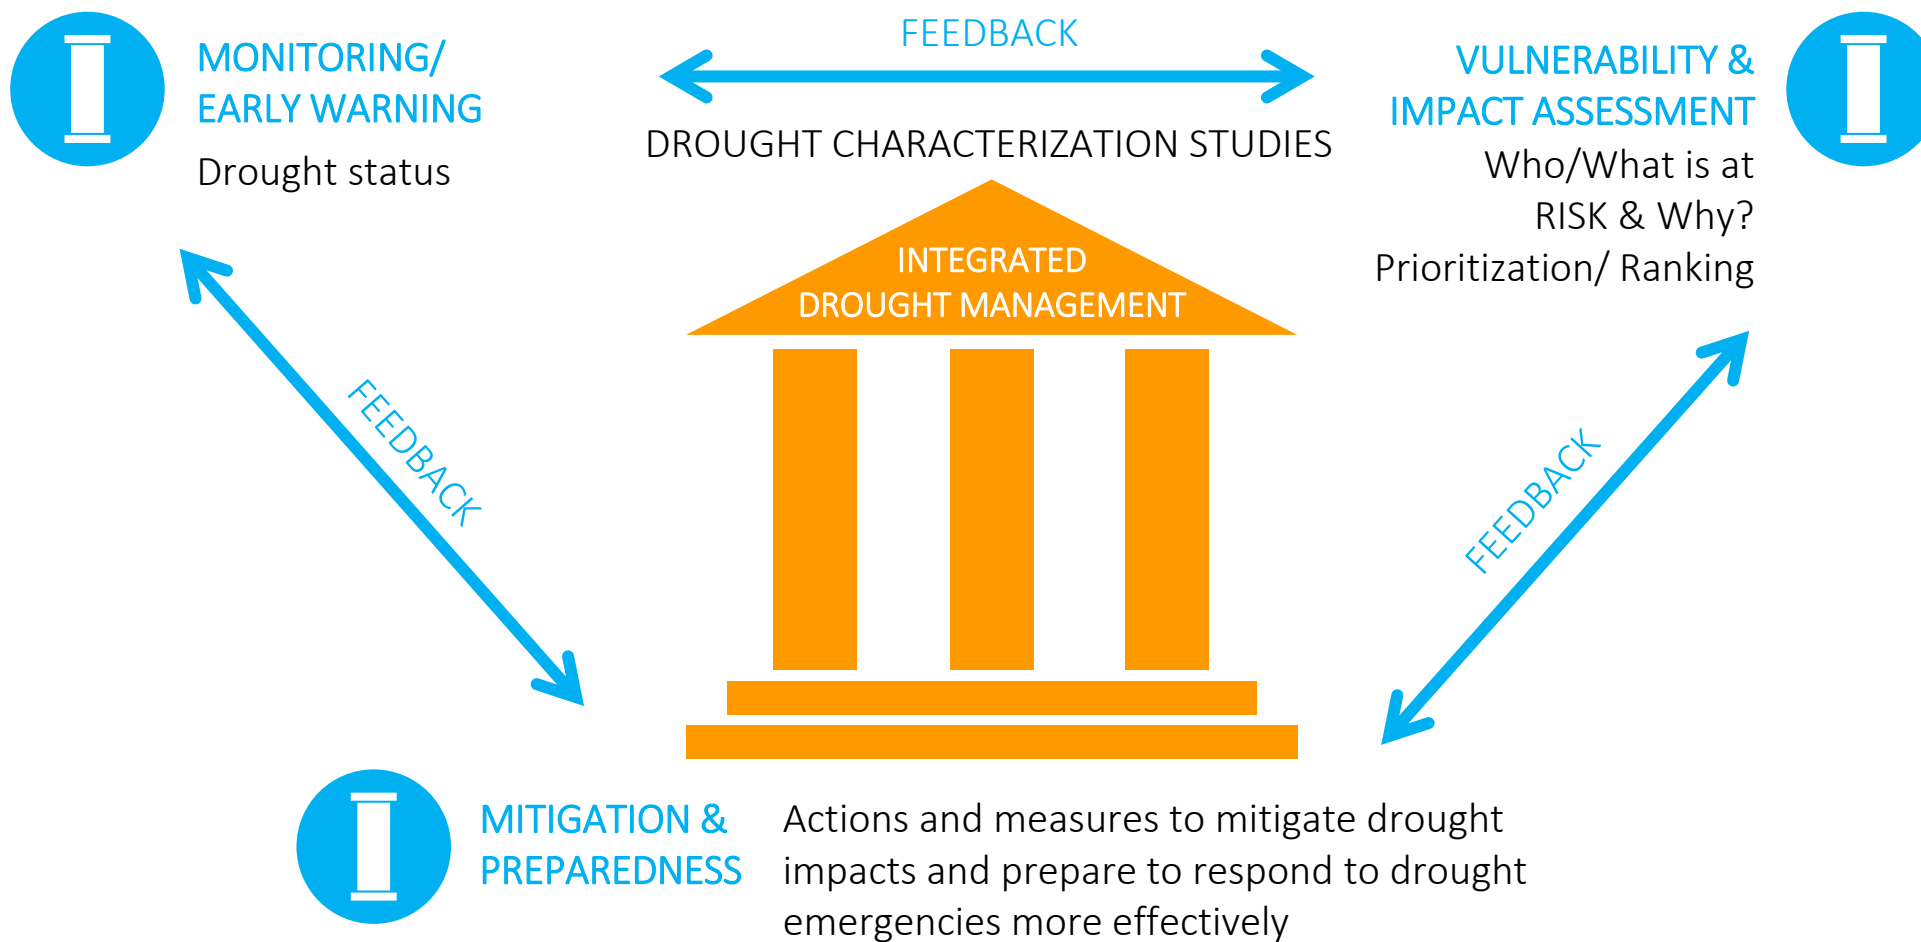 MONITORING/
EARLY WARNING
Drought status
FEEDBACK
DROUGHT CHARACTERIZATION STUDIES
VULNERABILITY &
IMPACT ASSESSMENT
Who/What is at
RISK & Why?
Prioritization/ Ranking
INTEGRATED
DROUGHT MANAGEMENT
FEEDBACK
FEEDBACK
MITIGATION &
PREPAREDNESS
Actions and measures to mitigate drought
impacts and prepare to respond to drought
emergencies more effectively